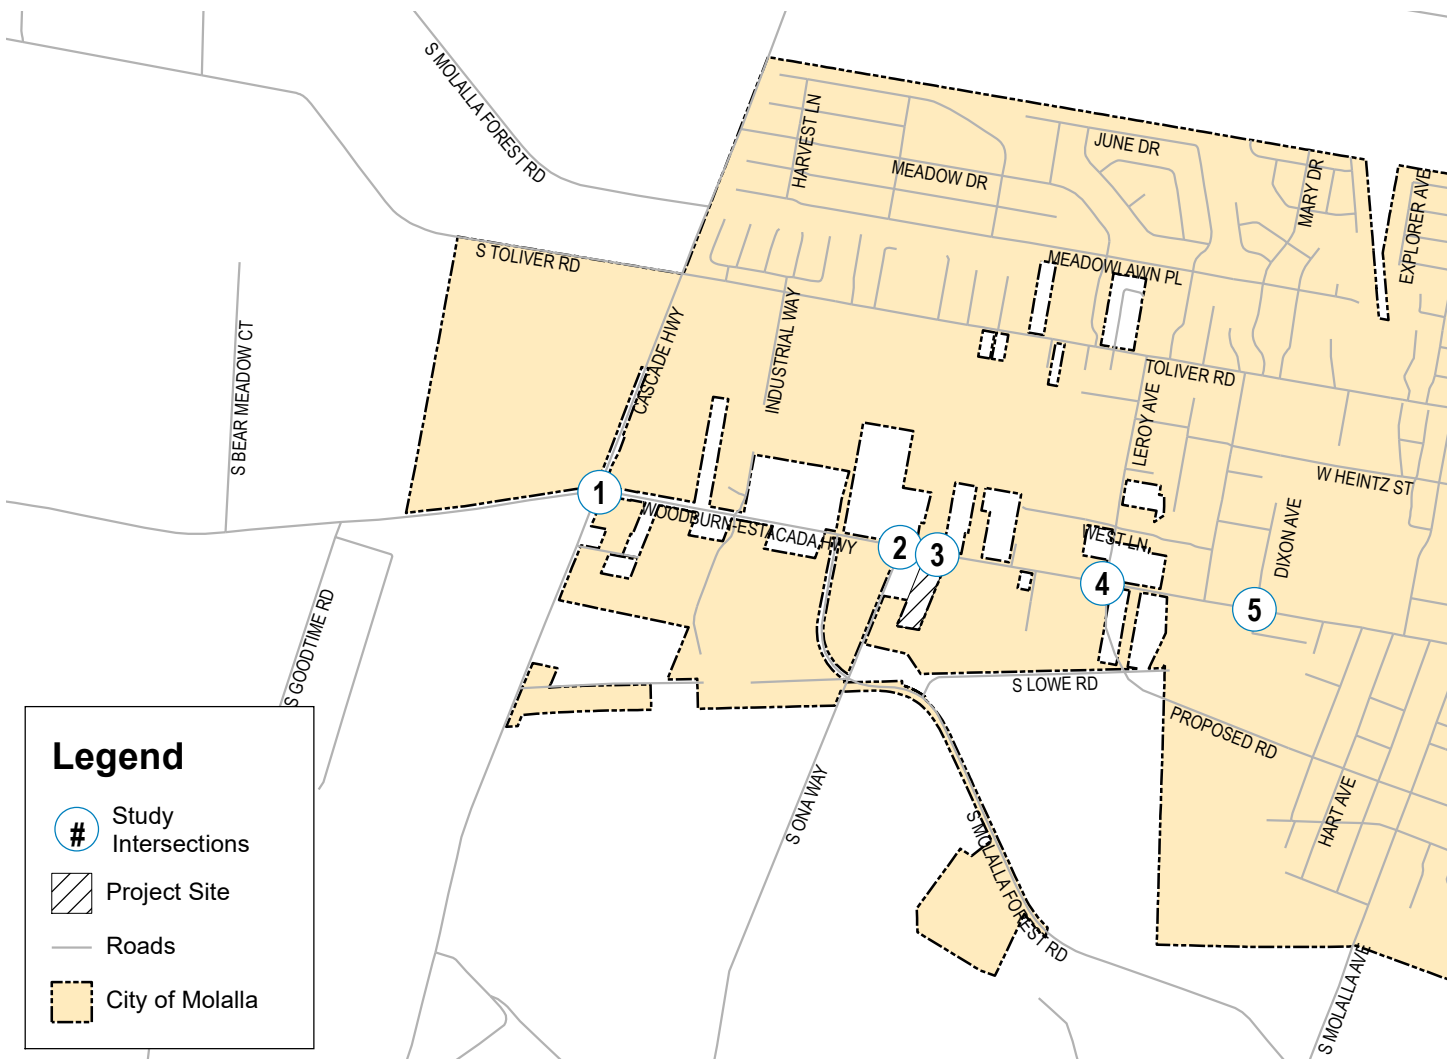 S MOLALLA FOREST RD
HARVEST LN
JUNE DR
MEADOW DR
MARY DR
EXPLORER AVE
S TOLIVER RD
MEADOWLAWN PL
S BEAR MEADOW CT
CASCADE HWY
INDUSTRIAL WAY
TOLIVER RD
LEROY AVE
W HEINTZ ST
1
WOODBURN-ESTACADA HWY
2
3
WEST LN
DIXON AVE
4
5
S GOODTIME RD
S LOWE RD
PROPOSED RD
S ONA WAY
S MOLALLA FOREST RD
HART AVE
S MOLALLA AVE
Legend
#
Study
Intersections
Project Site
Roads
City of Molalla